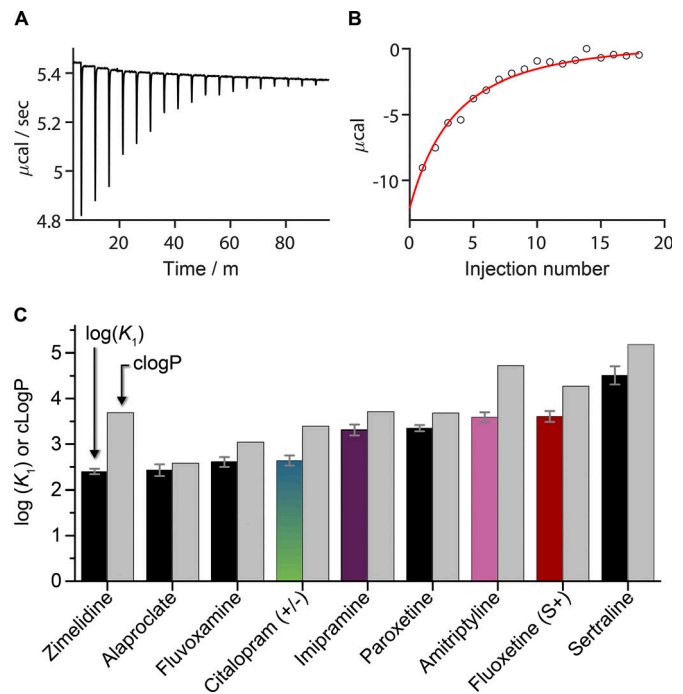 A
5.4
5.2
5
4.8
μcal / sec
20
40
60
80
Time / m
B
0
-5
-10
μcal
0
5
10
15
20
Injection number
C
log(K₁)
clogP
5
4
3
2
1
0
log (K₁) or cLogP
Zimelidine
Alaproclate
Fluvoxamine
Citalopram (+/-)
Imipramine
Paroxetine
Amitriptyline
Fluoxetine (S+)
Sertraline